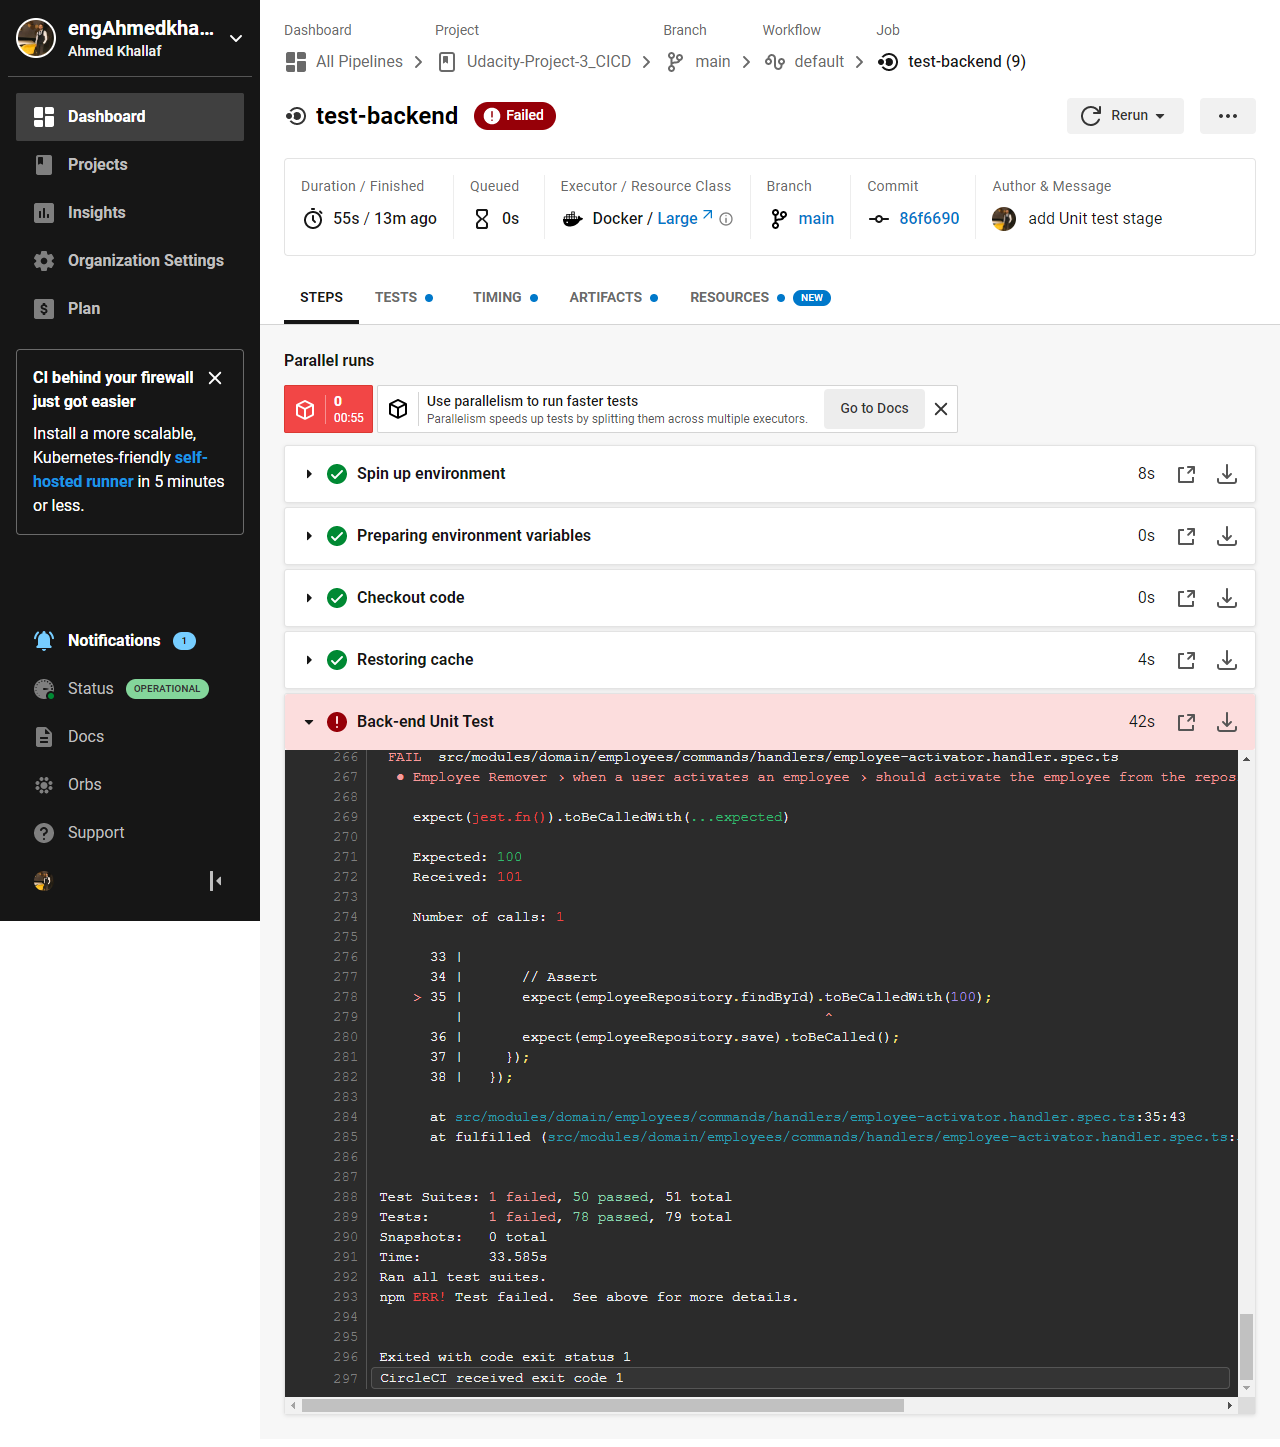 engAhmedkha...
Ahmed Khallaf
Dashboard
Projects
Insights
Organization Settings
Plan
CI behind your firewall
just got easier
Install a more scalable,
Kubernetes-friendly self-
hosted runner in 5 minutes
or less.
Notifications 1
Status OPERATIONAL
Docs
Orbs
Support
Dashboard Project Branch Workflow Job
All Pipelines Udacity-Project-3_CICD main default test-backend (9)
test-backend Failed Rerun
Duration / Finished Queued Executor / Resource Class Branch Commit Author & Message
55s / 13m ago 0s Docker / Large main 86f6690 add Unit test stage
STEPS TESTS TIMING ARTIFACTS RESOURCES NEW
Parallel runs
0
00:55
Use parallelism to run faster tests
Parallelism speeds up tests by splitting them across multiple executors.
Go to Docs
Spin up environment 8s
Preparing environment variables 0s
Checkout code 0s
Restoring cache 4s
Back-end Unit Test 42s
266 FAIL src/modules/domain/employees/commands/handlers/employee-activator.handler.spec.ts
267 ● Employee Remover › when a user activates an employee › should activate the employee from the repos
268
269 expect(jest.fn()).toBeCalledWith(...expected)
270
271 Expected: 100
272 Received: 101
273
274 Number of calls: 1
275
276 33 |
277 34 | // Assert
278 > 35 | expect(employeeRepository.findById).toBeCalledWith(100);
279 | ^
280 36 | expect(employeeRepository.save).toBeCalled();
281 37 | });
282 38 | });
283
284 at src/modules/domain/employees/commands/handlers/employee-activator.handler.spec.ts:35:43
285 at fulfilled (src/modules/domain/employees/commands/handlers/employee-activator.handler.spec.ts:
286
287
288 Test Suites: 1 failed, 50 passed, 51 total
289 Tests: 1 failed, 78 passed, 79 total
290 Snapshots: 0 total
291 Time: 33.585s
292 Ran all test suites.
293 npm ERR! Test failed. See above for more details.
294
295
296 Exited with code exit status 1
297 CircleCI received exit code 1